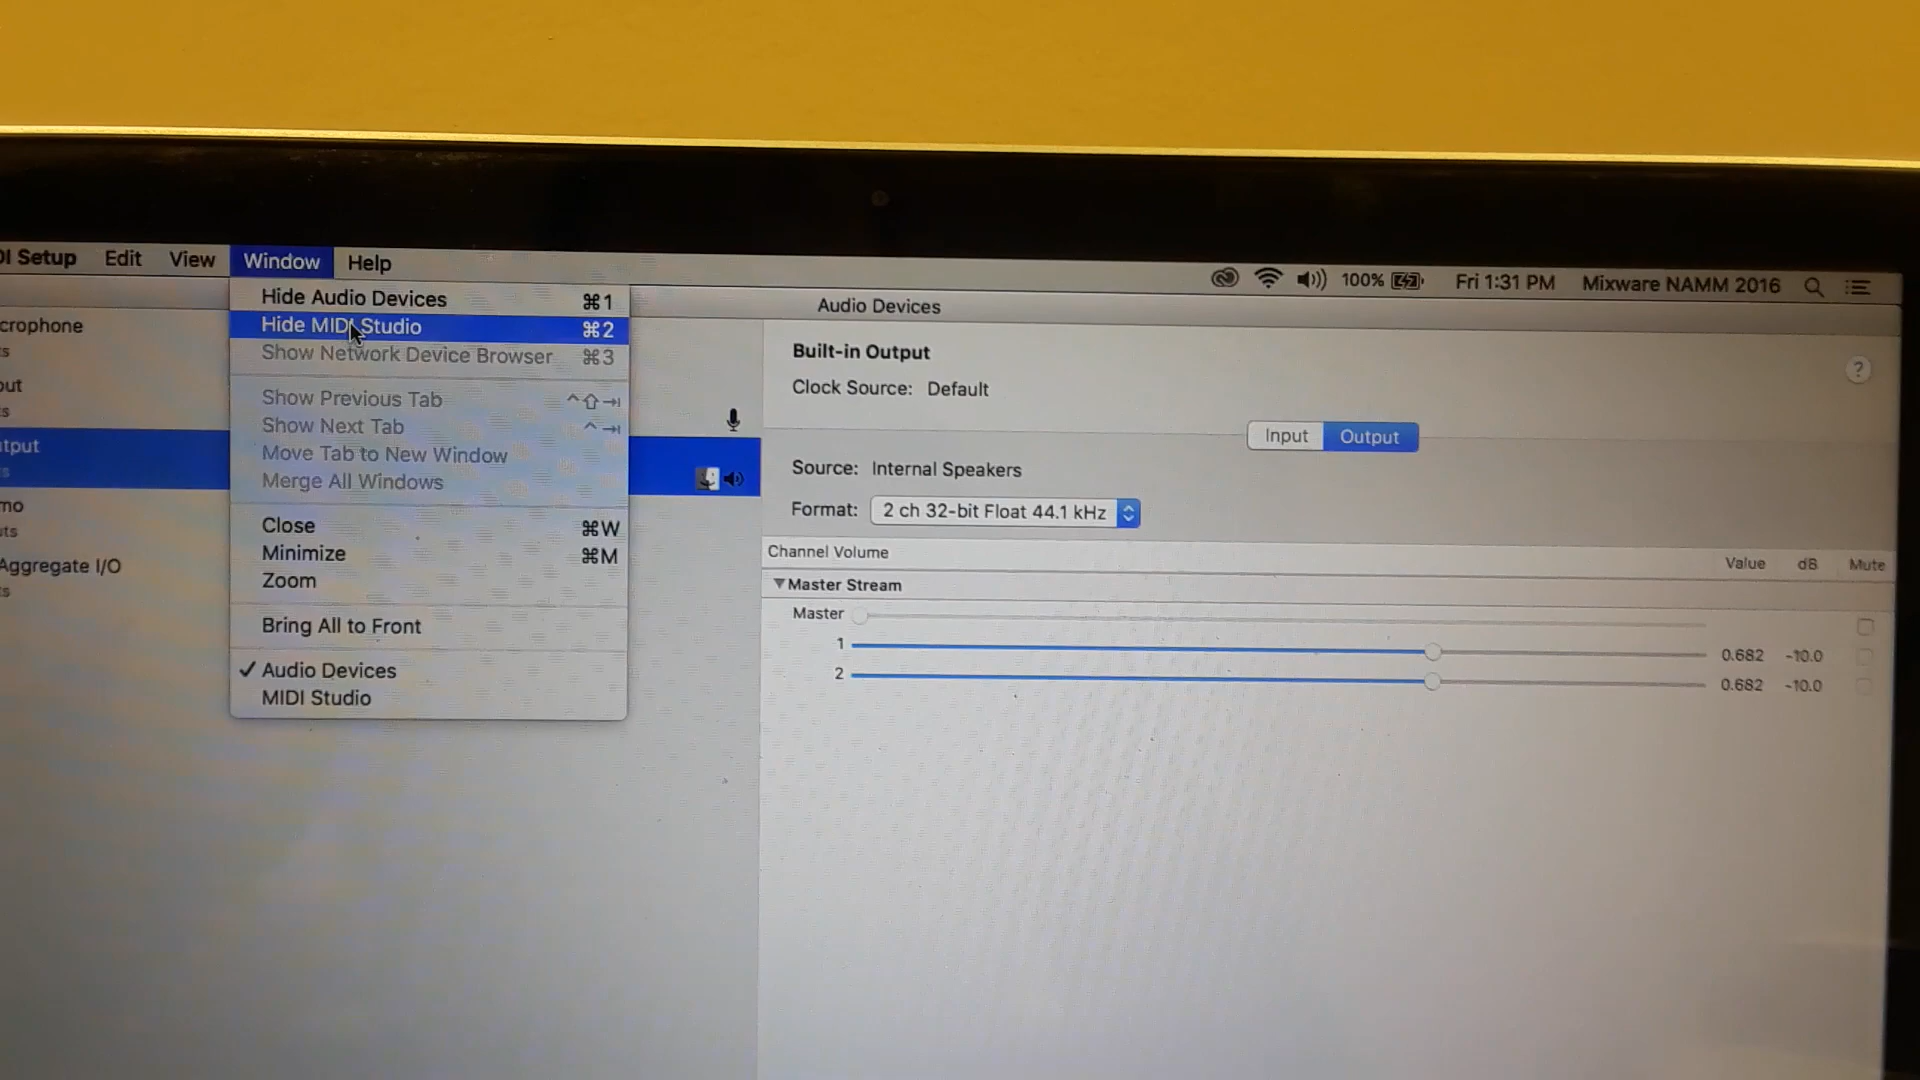 DI Setup Edit View Window Help
100% Fri 1:31 PM Mixware NAMM 2016
Hide Audio Devices ⌘1
Hide MIDI Studio ⌘2
Show Network Device Browser ⌘3
Show Previous Tab ^⇧⇥
Show Next Tab ^⇥
Move Tab to New Window
Merge All Windows
Close ⌘W
Minimize ⌘M
Zoom
Bring All to Front
✓ Audio Devices
MIDI Studio
crophone
s
out
s
tput
s
mo
uts
Aggregate I/O
s
Audio Devices
Built-in Output
?
Clock Source: Default
Input Output
Source: Internal Speakers
Format: 2 ch 32-bit Float 44.1 kHz
Channel Volume Value dB Mute
▼Master Stream
Master
1 0.682 -10.0
2 0.682 -10.0